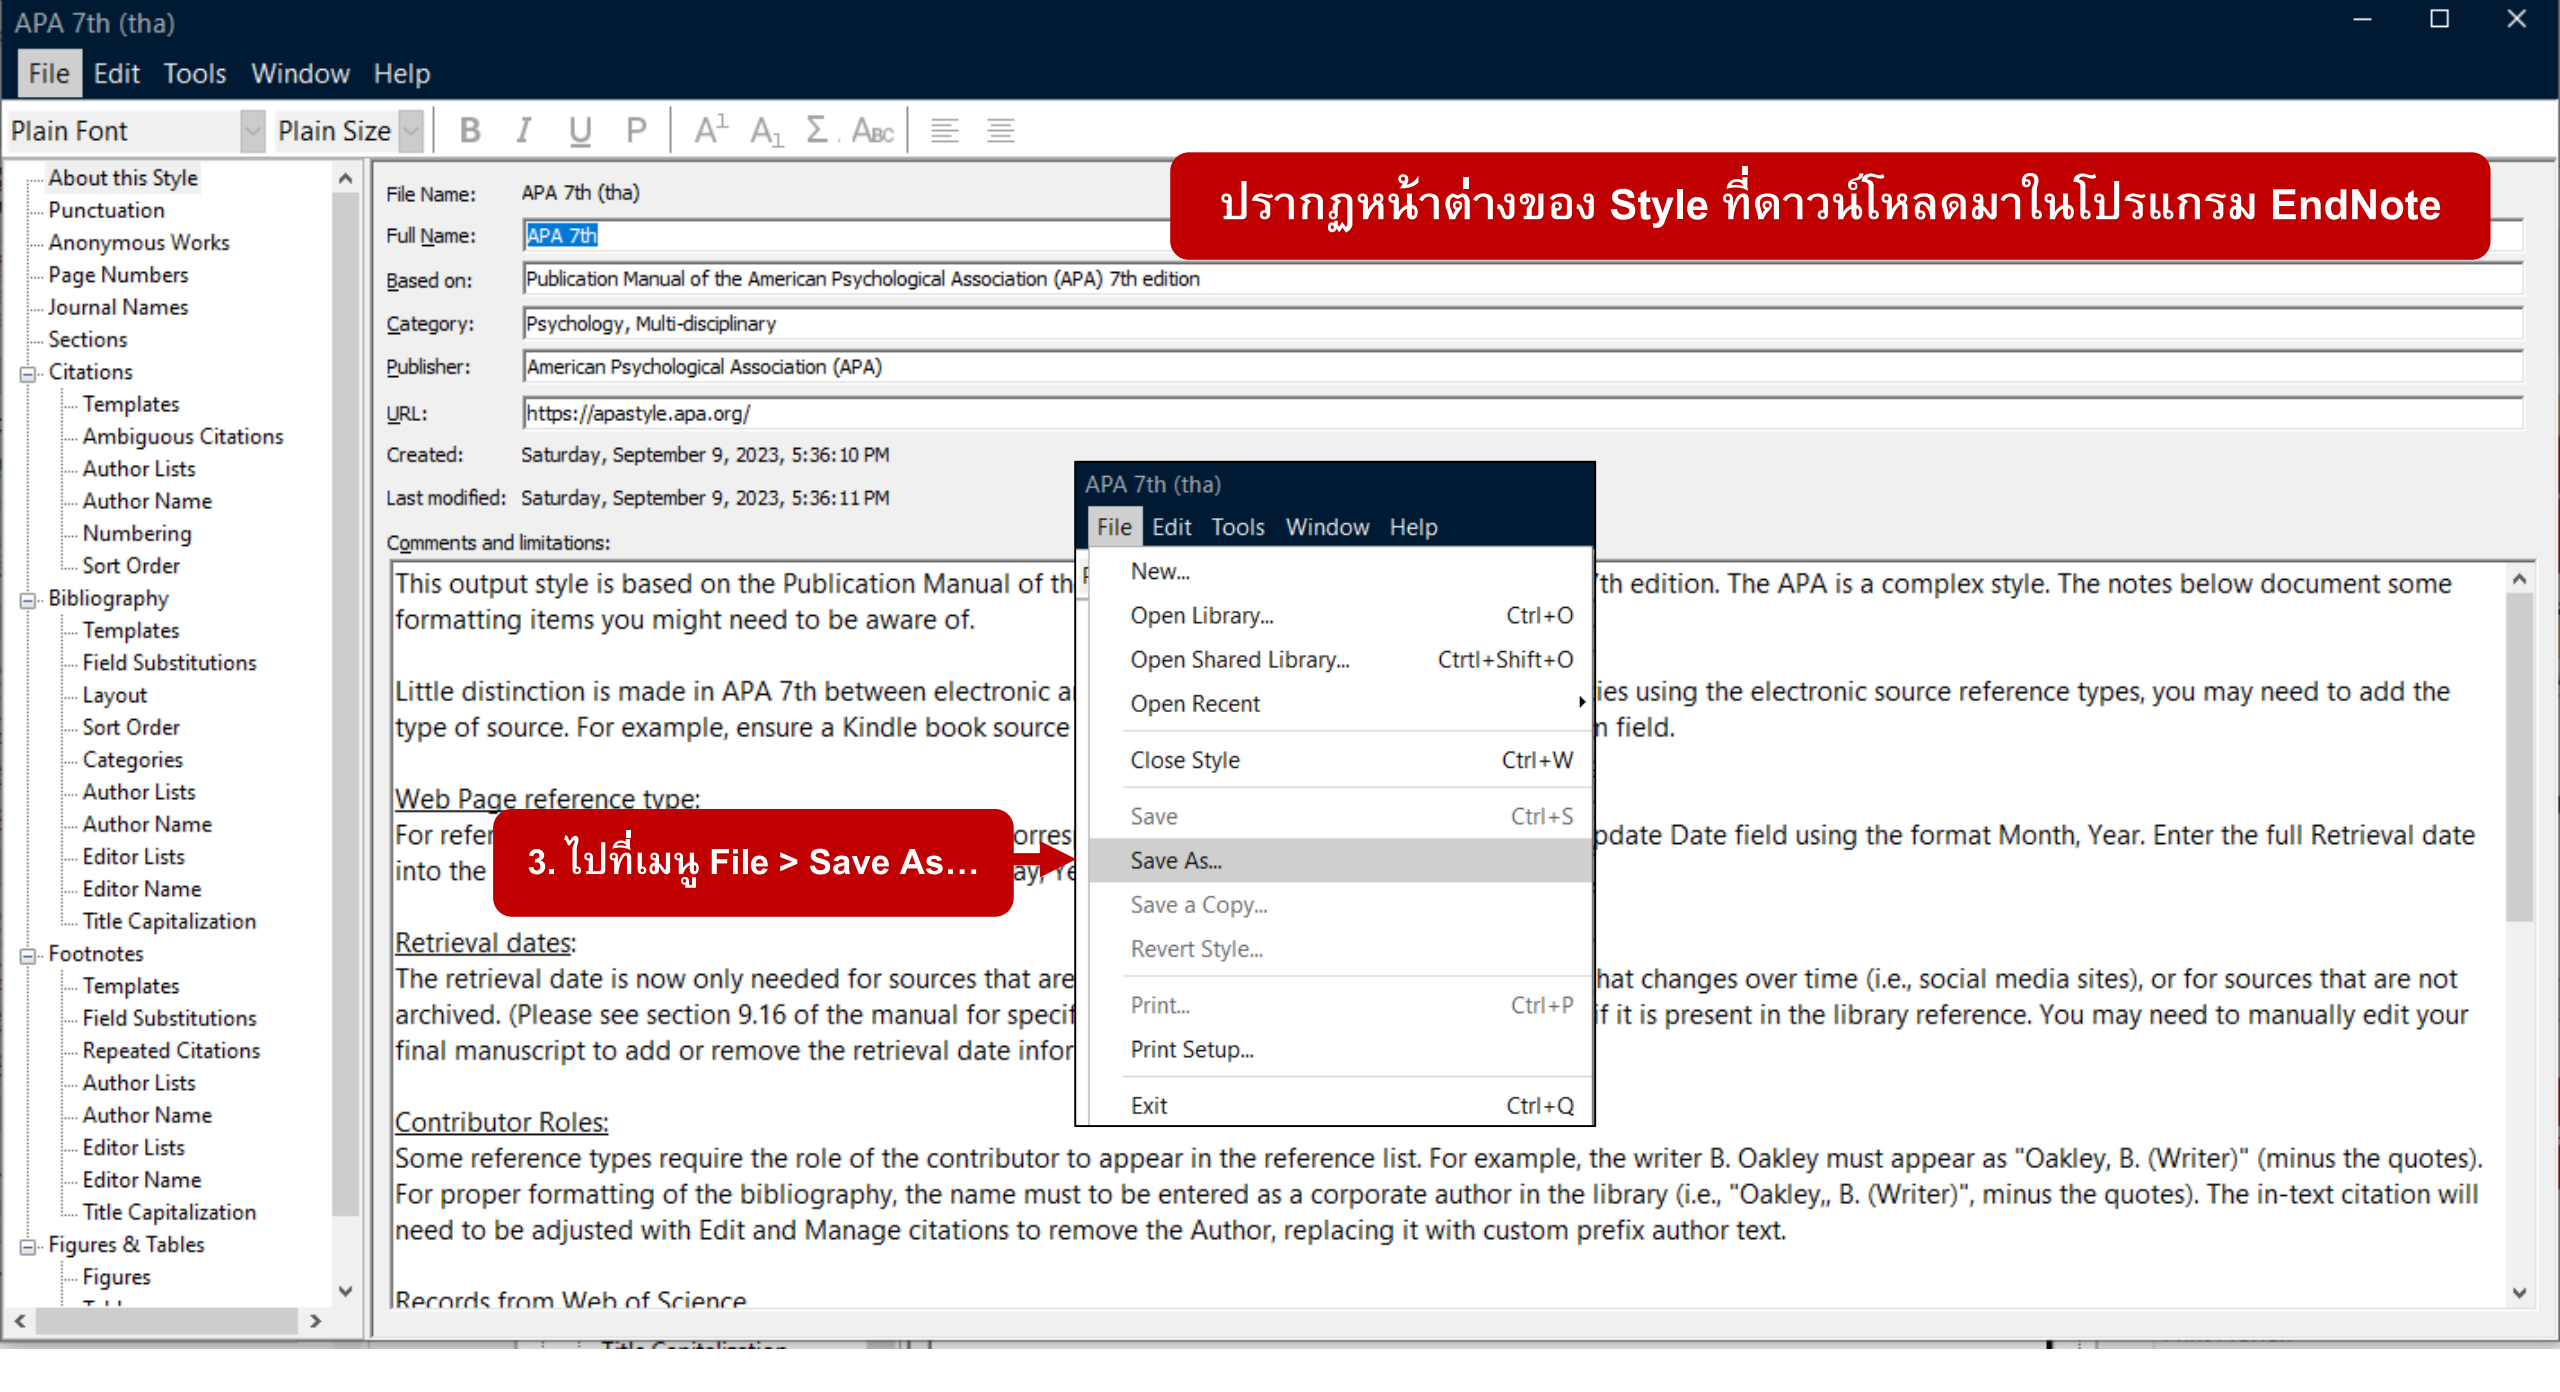 APA 7th (tha)
File Edit Tools Window Help
Plain Font Plain Size B I U P A1 A1 Σ ABC
ปรากฏหน้าต่างของ Style ที่ดาวน์โหลดมาในโปรแกรม EndNote
About this Style
Punctuation
Anonymous Works
Page Numbers
Journal Names
Sections
Citations
Templates
Ambiguous Citations
Author Lists
Author Name
Numbering
Sort Order
Bibliography
Templates
Field Substitutions
Layout
Sort Order
Categories
Author Lists
Author Name
Editor Lists
Editor Name
Title Capitalization
Footnotes
Templates
Field Substitutions
Repeated Citations
Author Lists
Author Name
Editor Lists
Editor Name
Title Capitalization
Figures & Tables
Figures
File Name: APA 7th (tha)
Full Name: APA 7th
Based on: Publication Manual of the American Psychological Association (APA) 7th edition
Category: Psychology, Multi-disciplinary
Publisher: American Psychological Association (APA)
URL: https://apastyle.apa.org/
Created: Saturday, September 9, 2023, 5:36:10 PM
Last modified: Saturday, September 9, 2023, 5:36:11 PM
Comments and limitations:
This output style is based on the Publication Manual of th 7th edition. The APA is a complex style. The notes below document some
formatting items you might need to be aware of.
Little distinction is made in APA 7th between electronic a ies using the electronic source reference types, you may need to add the
type of source. For example, ensure a Kindle book source n field.
Web Page reference type:
For refer orres pdate Date field using the format Month, Year. Enter the full Retrieval date
into the ay, Ye
Retrieval dates:
The retrieval date is now only needed for sources that are hat changes over time (i.e., social media sites), or for sources that are not
archived. (Please see section 9.16 of the manual for specif if it is present in the library reference. You may need to manually edit your
final manuscript to add or remove the retrieval date infor
Contributor Roles:
Some reference types require the role of the contributor to appear in the reference list. For example, the writer B. Oakley must appear as "Oakley, B. (Writer)" (minus the quotes).
For proper formatting of the bibliography, the name must to be entered as a corporate author in the library (i.e., "Oakley,, B. (Writer)", minus the quotes). The in-text citation will
need to be adjusted with Edit and Manage citations to remove the Author, replacing it with custom prefix author text.
Records from Web of Science
3. ไปที่เมนู File > Save As...
APA 7th (tha)
File Edit Tools Window Help
New...
Open Library... Ctrl+O
Open Shared Library... Ctrtl+Shift+O
Open Recent
Close Style Ctrl+W
Save Ctrl+S
Save As...
Save a Copy...
Revert Style...
Print... Ctrl+P
Print Setup...
Exit Ctrl+Q
Title Capitalization